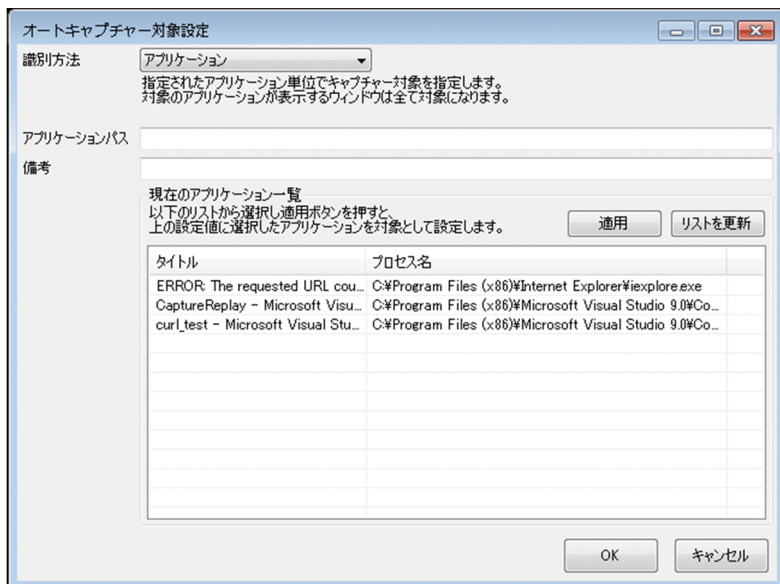 オートキャプチャー対象設定
識別方法
アプリケーション
指定されたアプリケーション単位でキャプチャー対象を指定します。
対象のアプリケーションが表示するウィンドウは全て対象になります。
アプリケーションパス
備考
現在のアプリケーション一覧
以下のリストから選択し適用ボタンを押すと、
上の設定値に選択したアプリケーションを対象として設定します。
適用
リストを更新
タイトル プロセス名
ERROR: The requested URL cou... C:¥Program Files (x86)¥Internet Explorer¥iexplore.exe
CaptureReplay - Microsoft Visu... C:¥Program Files (x86)¥Microsoft Visual Studio 9.0¥Co...
curl_test - Microsoft Visual Stu... C:¥Program Files (x86)¥Microsoft Visual Studio 9.0¥Co...
OK キャンセル